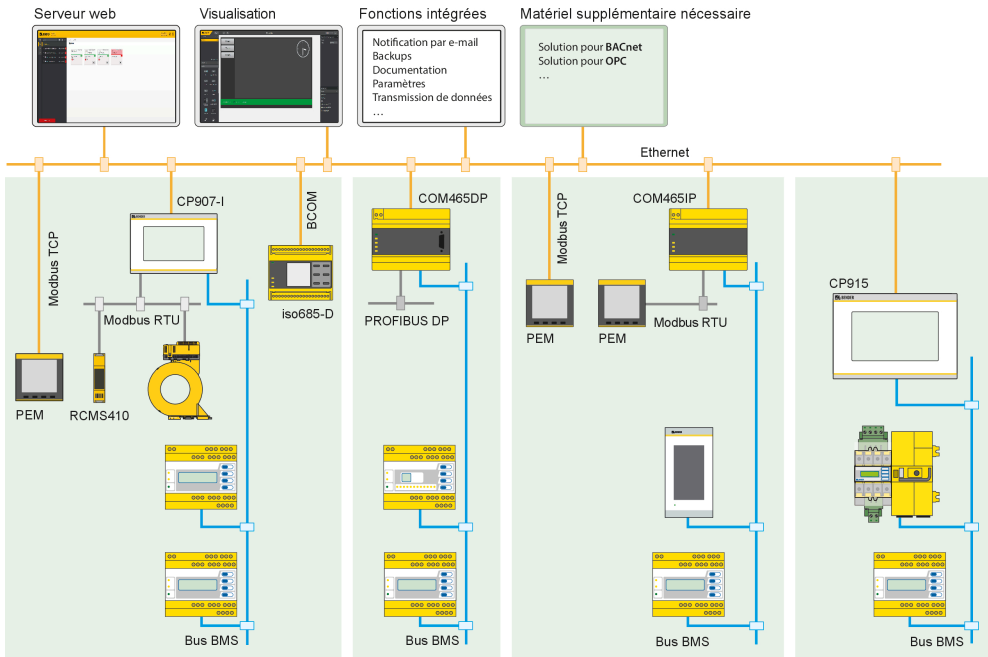 Serveur web
Visualisation
Fonctions intégrées
Matériel supplémentaire nécessaire
Notification par e-mail
Backups
Documentation
Paramètres
Transmission de données
...
Solution pour BACnet
Solution pour OPC
...
Ethernet
Modbus TCP
CP907-I
BCOM
COM465DP
Modbus TCP
COM465IP
CP915
iso685-D
Modbus RTU
PROFIBUS DP
Modbus RTU
PEM
PEM
PEM
RCMS410
Bus BMS
Bus BMS
Bus BMS
Bus BMS